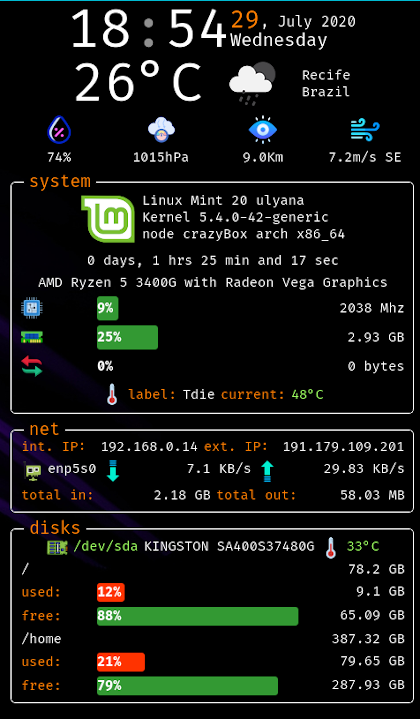 18:54 29, July 2020
Wednesday
26°C Recife
Brazil
74% 1015hPa 9.0Km 7.2m/s SE
system
Linux Mint 20 ulyana
Kernel 5.4.0-42-generic
node crazyBox arch x86_64
0 days, 1 hrs 25 min and 17 sec
AMD Ryzen 5 3400G with Radeon Vega Graphics
9% 2038 Mhz
25% 2.93 GB
0% 0 bytes
label: Tdie current: 48°C
net
int. IP: 192.168.0.14 ext. IP: 191.179.109.201
enp5s0 7.1 KB/s 29.83 KB/s
total in: 2.18 GB total out: 58.03 MB
disks
/dev/sda KINGSTON SA400S37480G 33°C
/ 78.2 GB
used: 12% 9.1 GB
free: 88% 65.09 GB
/home 387.32 GB
used: 21% 79.65 GB
free: 79% 287.93 GB